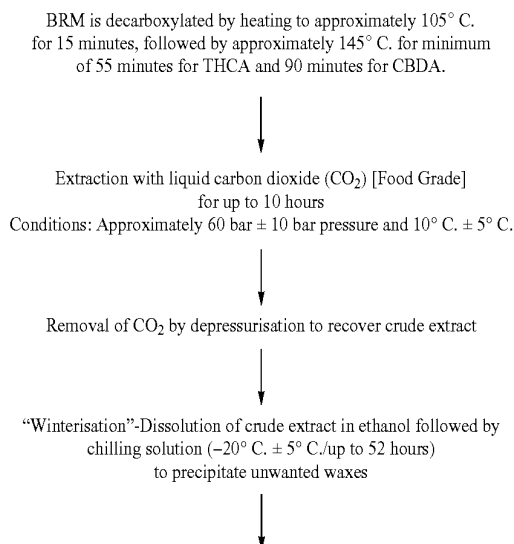 BRM is decarboxylated by heating to approximately 105° C.
for 15 minutes, followed by approximately 145° C. for minimum
of 55 minutes for THCA and 90 minutes for CBDA.
Extraction with liquid carbon dioxide (CO₂) [Food Grade]
for up to 10 hours
Conditions: Approximately 60 bar ± 10 bar pressure and 10° C. ± 5° C.
Removal of CO₂ by depressurisation to recover crude extract
“Winterisation”-Dissolution of crude extract in ethanol followed by
chilling solution (–20° C. ± 5° C./up to 52 hours)
to precipitate unwanted waxes